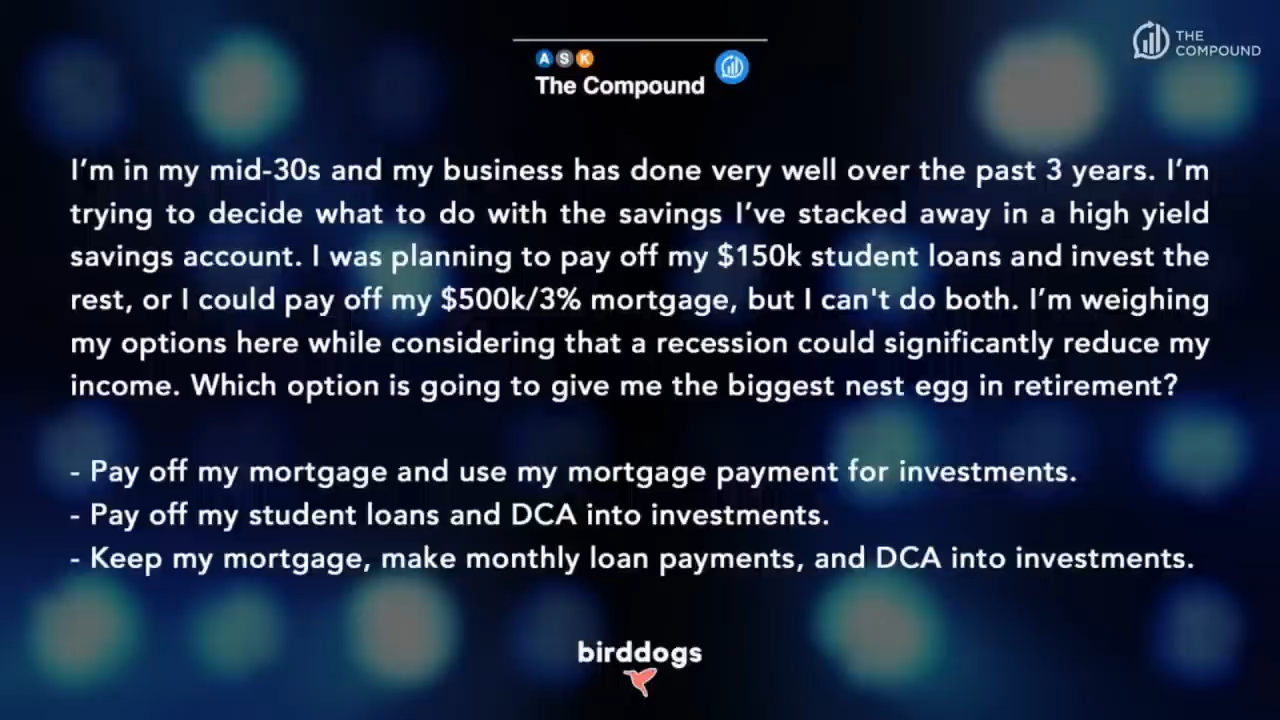 THE
COMPOUND
A S K
The Compound
I’m in my mid-30s and my business has done very well over the past 3 years. I’m
trying to decide what to do with the savings I’ve stacked away in a high yield
savings account. I was planning to pay off my $150k student loans and invest the
rest, or I could pay off my $500k/3% mortgage, but I can't do both. I’m weighing
my options here while considering that a recession could significantly reduce my
income. Which option is going to give me the biggest nest egg in retirement?
- Pay off my mortgage and use my mortgage payment for investments.
- Pay off my student loans and DCA into investments.
- Keep my mortgage, make monthly loan payments, and DCA into investments.
birddogs